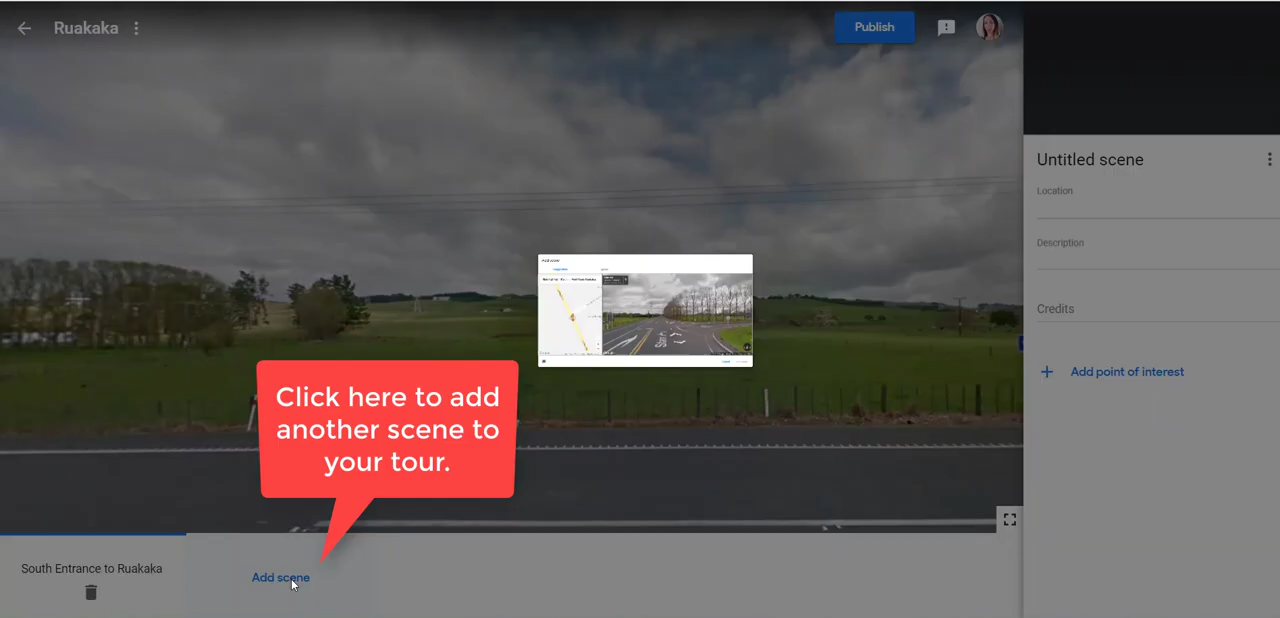 Ruakaka
Publish
Untitled scene
Location
Description
Credits
Add point of interest
Click here to add
another scene to
your tour.
South Entrance to Ruakaka
Add scene